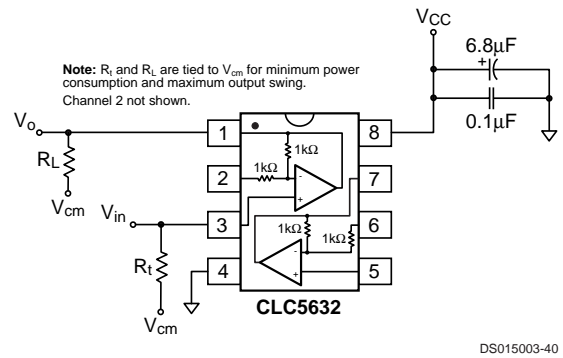 VCC
6.8µF
+
0.1µF
Note: Rt and RL are tied to Vcm for minimum power
consumption and maximum output swing.
Channel 2 not shown.
Vo
1
8
RL
1kΩ
2
1kΩ
-
7
Vcm
Vin
3
+
1kΩ
6
1kΩ
Rt
4
-
+
5
Vcm
CLC5632
DS015003-40